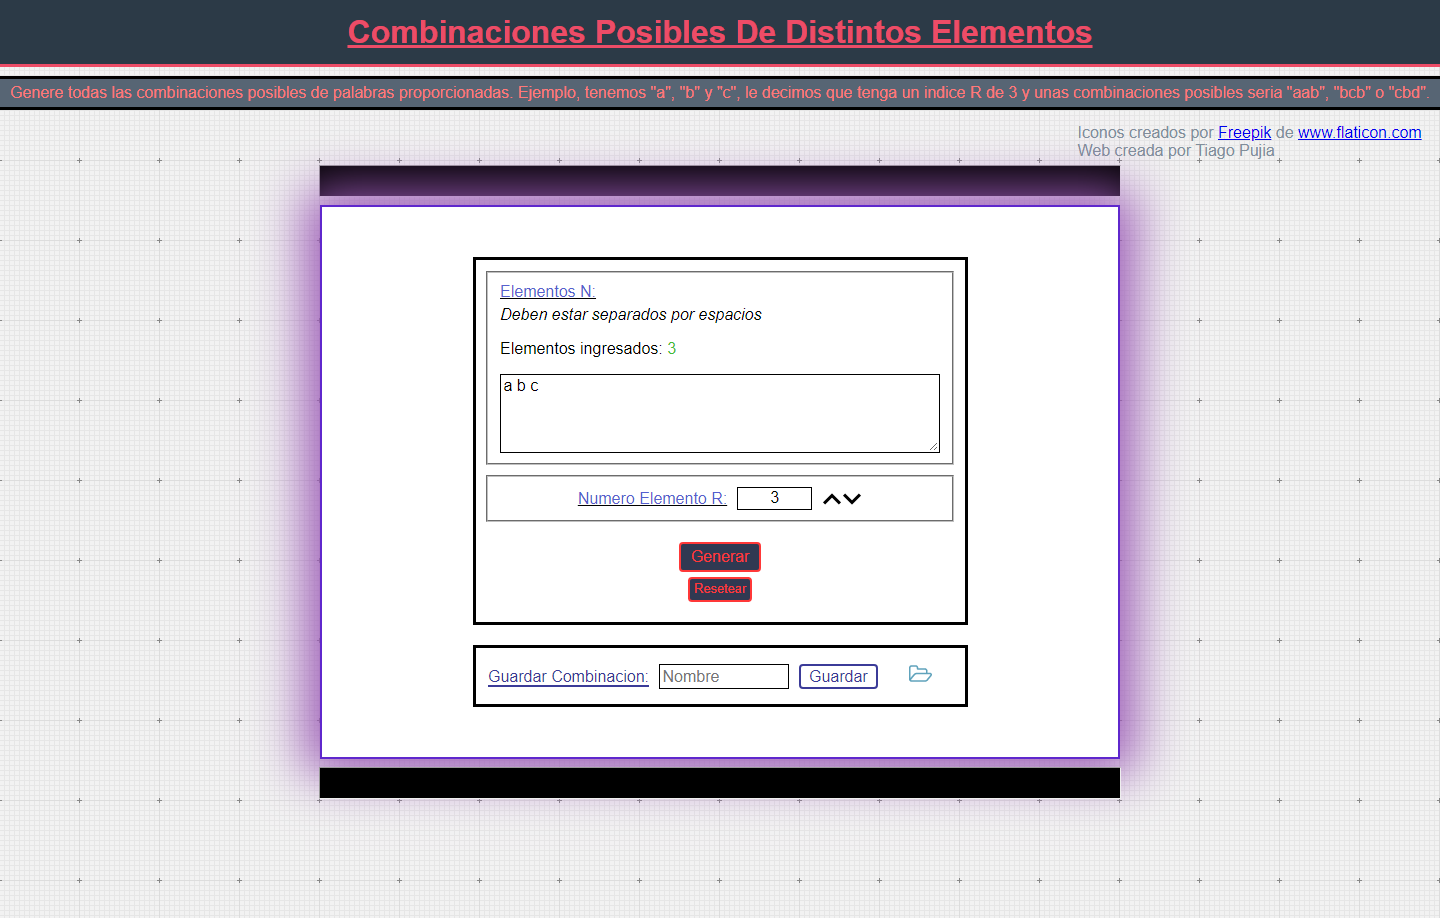 Combinaciones Posibles De Distintos Elementos
Genere todas las combinaciones posibles de palabras proporcionadas. Ejemplo, tenemos "a", "b" y "c", le decimos que tenga un indice R de 3 y unas combinaciones posibles seria "aab", "bcb" o "cbd".
Iconos creados por Freepik de www.flaticon.com
Web creada por Tiago Pujia
Elementos N:
Deben estar separados por espacios
Elementos ingresados: 3
a b c
Numero Elemento R: 3
Generar
Resetear
Guardar Combinacion: Nombre Guardar